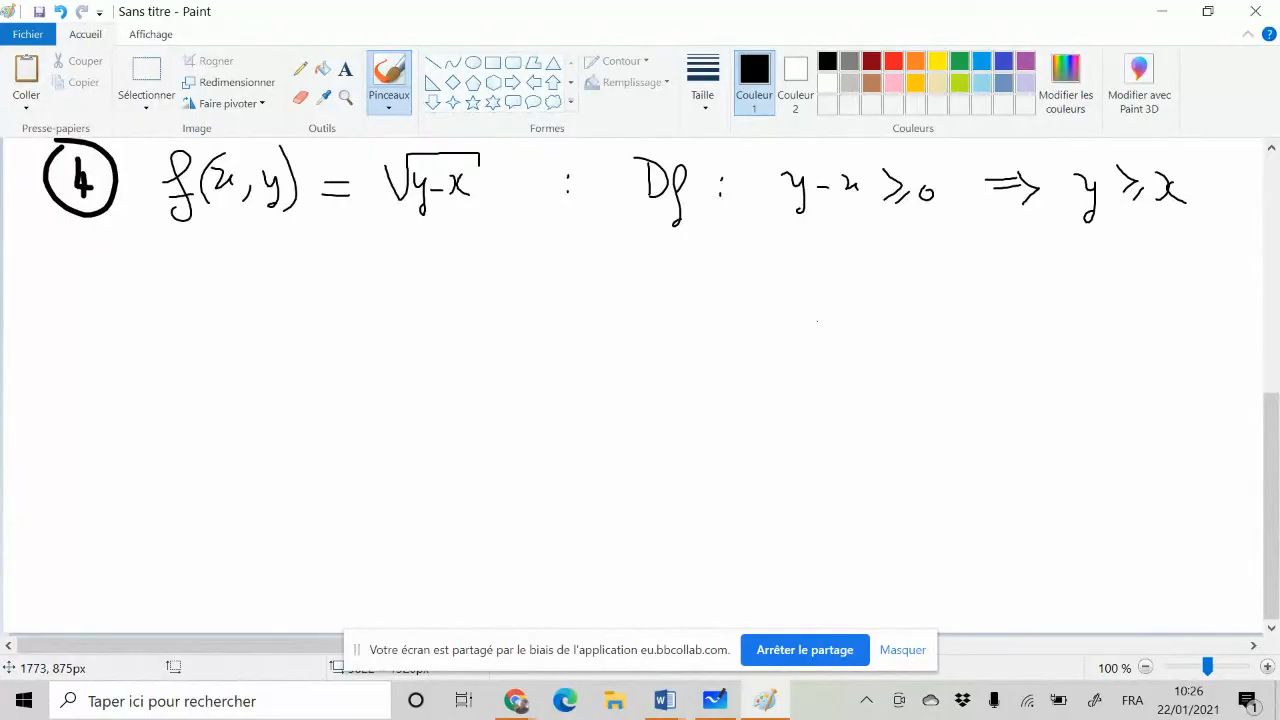 Sans titre - Paint
Fichier Accueil Affichage
Coller
Couper
Copier
Presse-papiers
Sélectionner
Rogner
Redimensionner
Faire pivoter
Image
A
Outils
Pinceaux
Contour
Remplissage
Formes
Taille
Couleur 1
Couleur 2
Modifier les couleurs
Modifier avec Paint 3D
Couleurs
④ f(x, y) = √y-x : Df : y - x ⩾ 0 ⇒ y ⩾ x
Votre écran est partagé par le biais de l'application eu.bbcollab.com. Arrêter le partage Masquer
1773, 875px 100 %
Taper ici pour rechercher FRA 10:26
22/01/2021 1